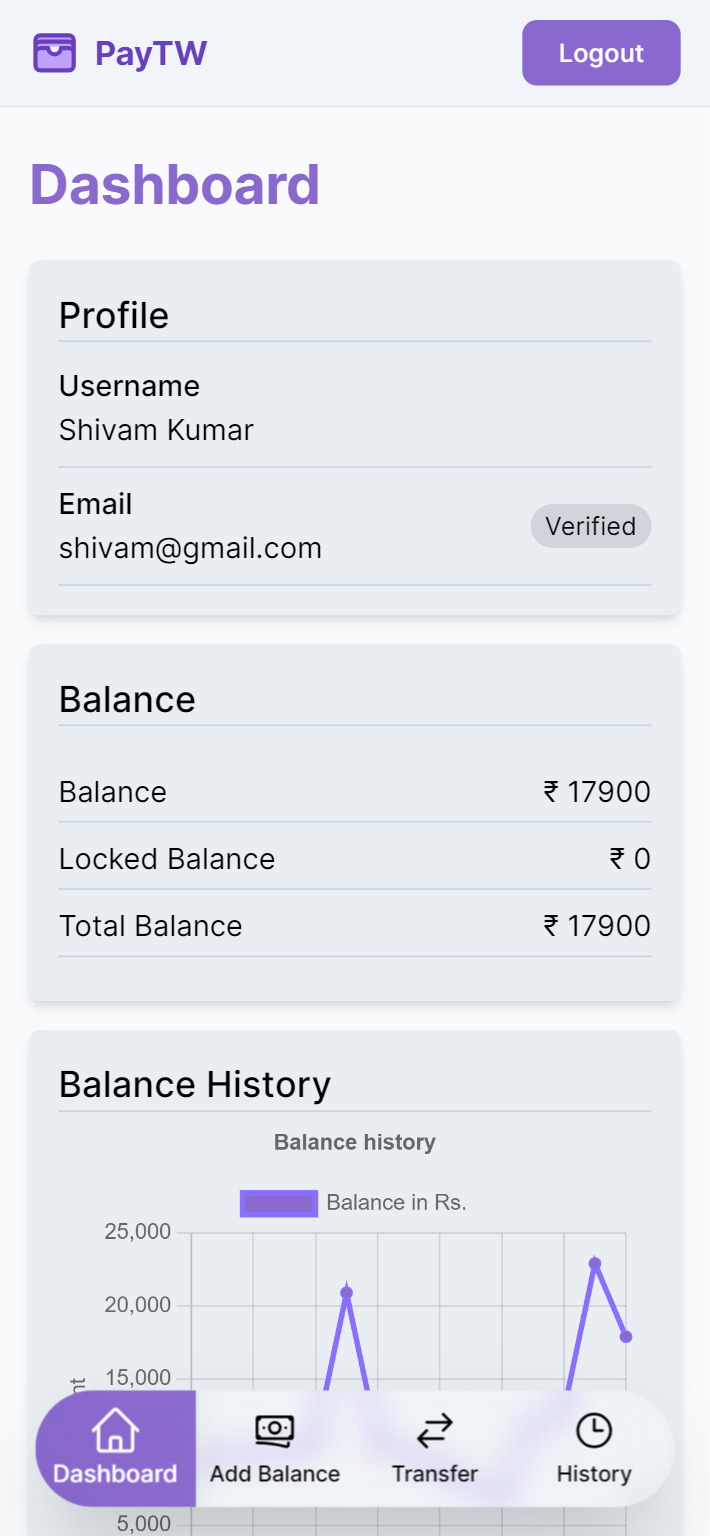 PayTW
Logout
Dashboard
Profile
Username
Shivam Kumar
Email
shivam@gmail.com
Verified
Balance
Balance ₹ 17900
Locked Balance ₹ 0
Total Balance ₹ 17900
Balance History
Balance history
Balance in Rs.
25,000
20,000
15,000
Dashboard
Add Balance
Transfer
History
5,000